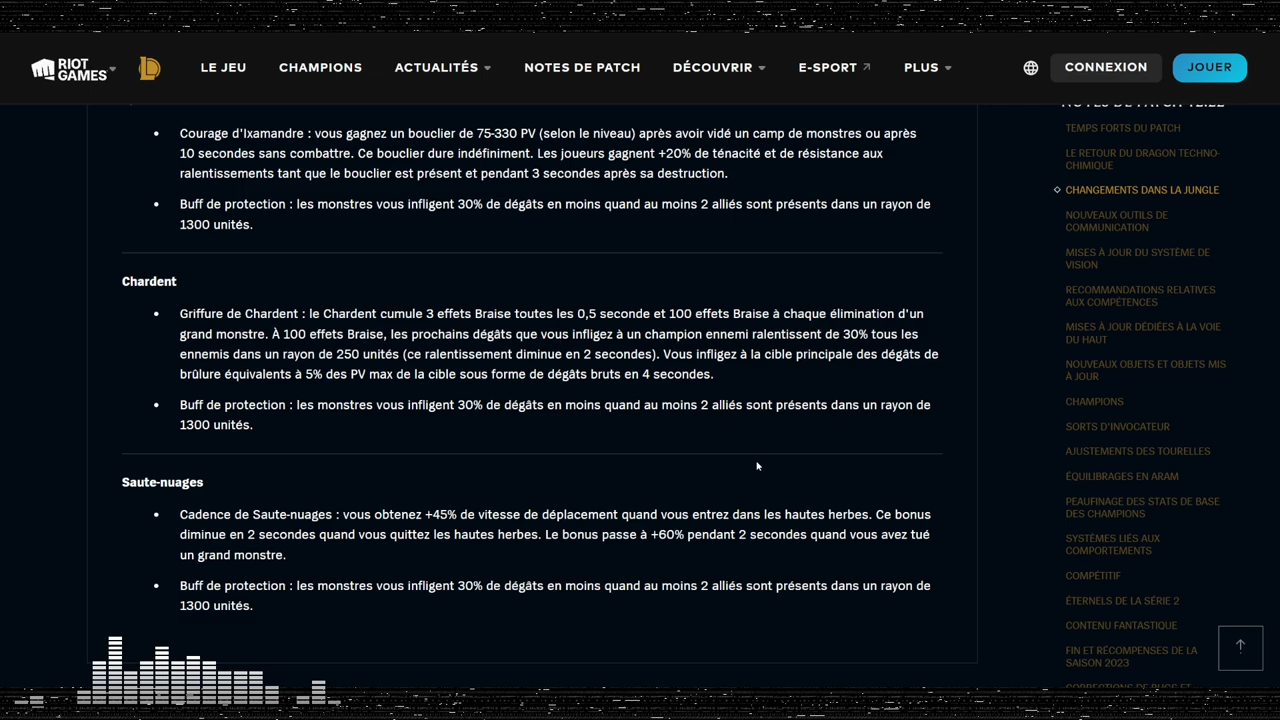 RIOT GAMES
LE JEU
CHAMPIONS
ACTUALITÉS
NOTES DE PATCH
DÉCOUVRIR
E-SPORT
PLUS
CONNEXION
JOUER
• Courage d'Ixamandre : vous gagnez un bouclier de 75-330 PV (selon le niveau) après avoir vidé un camp de monstres ou après
10 secondes sans combattre. Ce bouclier dure indéfiniment. Les joueurs gagnent +20% de ténacité et de résistance aux
ralentissements tant que le bouclier est présent et pendant 3 secondes après sa destruction.
• Buff de protection : les monstres vous infligent 30% de dégâts en moins quand au moins 2 alliés sont présents dans un rayon de
1300 unités.
Chardent
• Griffure de Chardent : le Chardent cumule 3 effets Braise toutes les 0,5 seconde et 100 effets Braise à chaque élimination d'un
grand monstre. À 100 effets Braise, les prochains dégâts que vous infligez à un champion ennemi ralentissent de 30% tous les
ennemis dans un rayon de 250 unités (ce ralentissement diminue en 2 secondes). Vous infligez à la cible principale des dégâts de
brûlure équivalents à 5% des PV max de la cible sous forme de dégâts bruts en 4 secondes.
• Buff de protection : les monstres vous infligent 30% de dégâts en moins quand au moins 2 alliés sont présents dans un rayon de
1300 unités.
Saute-nuages
• Cadence de Saute-nuages : vous obtenez +45% de vitesse de déplacement quand vous entrez dans les hautes herbes. Ce bonus
diminue en 2 secondes quand vous quittez les hautes herbes. Le bonus passe à +60% pendant 2 secondes quand vous avez tué
un grand monstre.
• Buff de protection : les monstres vous infligent 30% de dégâts en moins quand au moins 2 alliés sont présents dans un rayon de
1300 unités.
TEMPS FORTS DU PATCH
LE RETOUR DU DRAGON TECHNO-
CHIMIQUE
CHANGEMENTS DANS LA JUNGLE
NOUVEAUX OUTILS DE
COMMUNICATION
MISES À JOUR DU SYSTÈME DE
VISION
RECOMMANDATIONS RELATIVES
AUX COMPÉTENCES
MISES À JOUR DÉDIÉES À LA VOIE
DU HAUT
NOUVEAUX OBJETS ET OBJETS MIS
À JOUR
CHAMPIONS
SORTS D'INVOCATEUR
AJUSTEMENTS DES TOURELLES
ÉQUILIBRAGES EN ARAM
PEAUFINAGE DES STATS DE BASE
DES CHAMPIONS
SYSTÈMES LIÉS AUX
COMPORTEMENTS
COMPÉTITIF
ÉTERNELS DE LA SÉRIE 2
CONTENU FANTASTIQUE
FIN ET RÉCOMPENSES DE LA
SAISON 2023